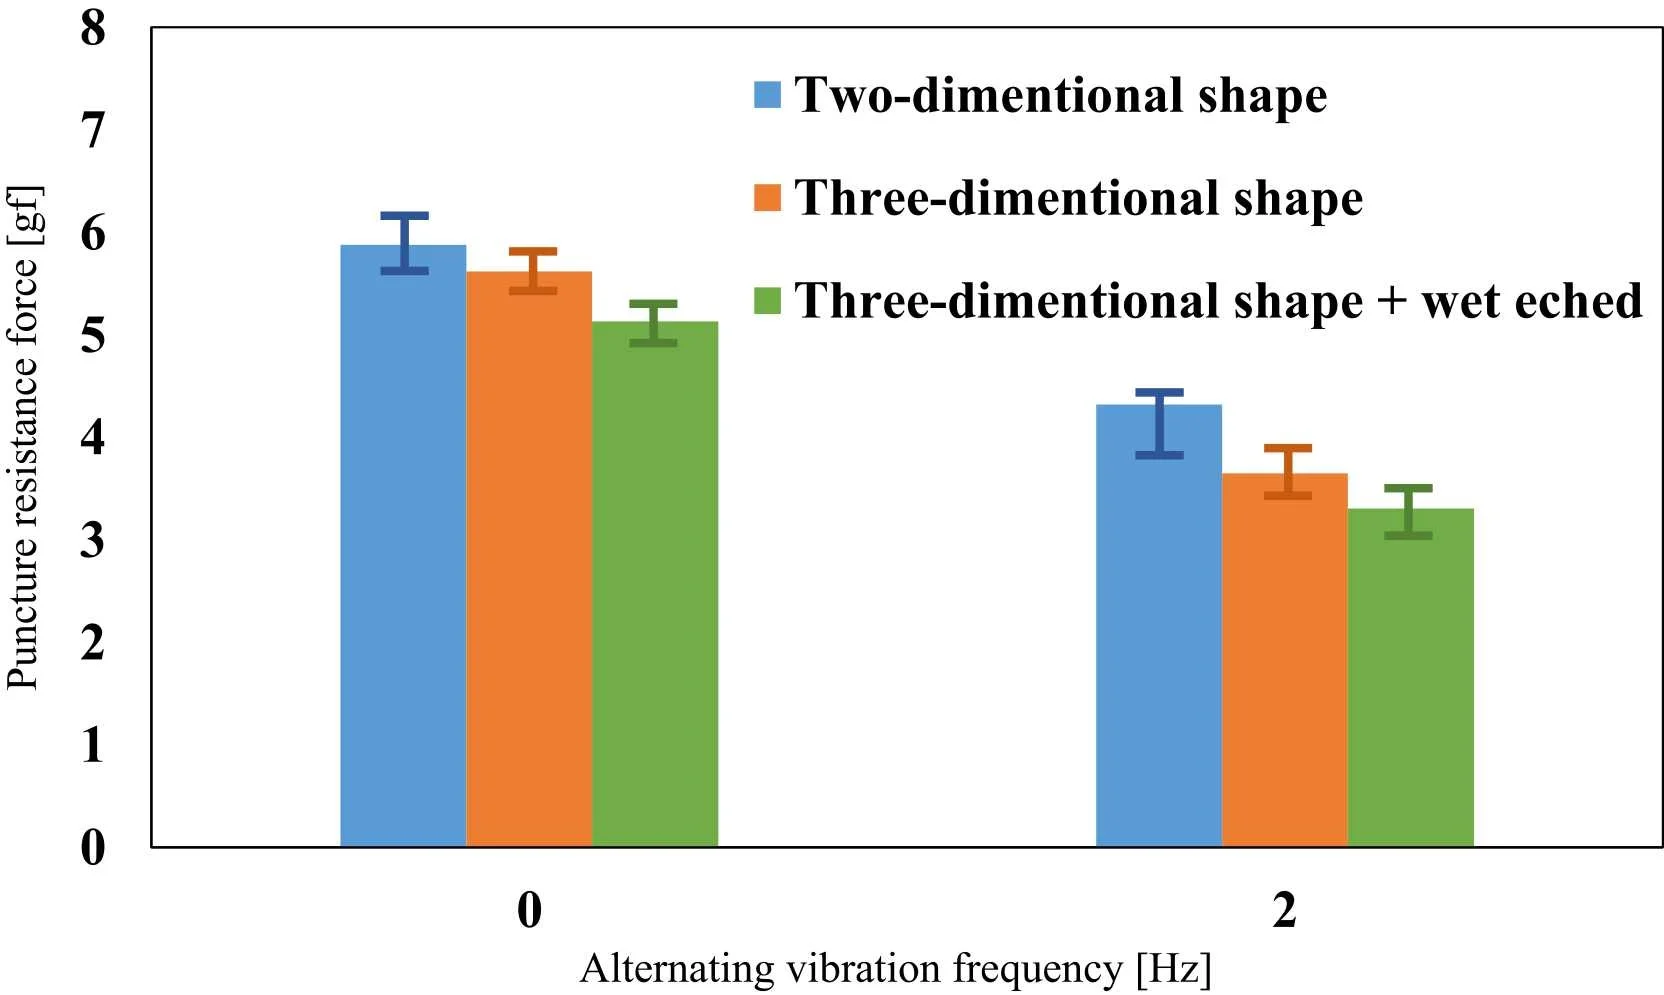 8
7
6
5
4
3
2
1
0
Puncture resistance force [gf]
Two-dimentional shape
Three-dimentional shape
Three-dimentional shape + wet eched
0
2
Alternating vibration frequency [Hz]